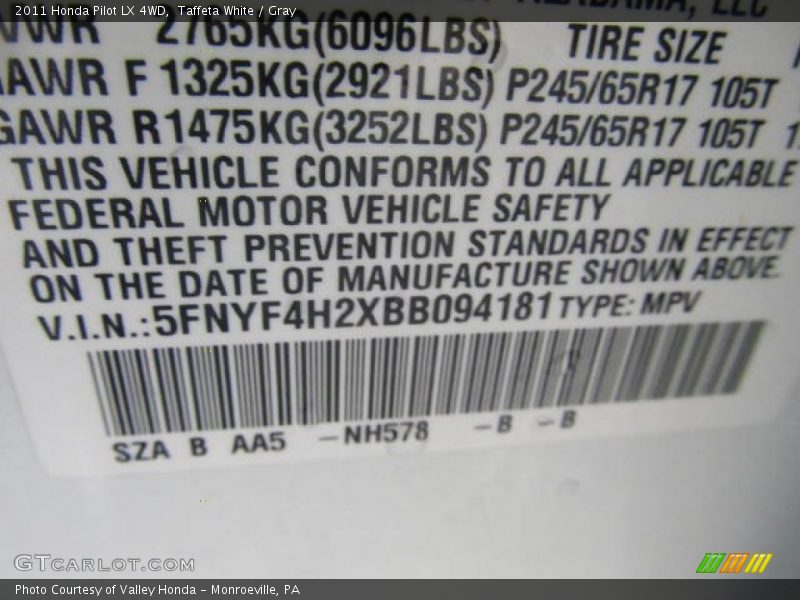 2011 Honda Pilot LX 4WD, Taffeta White / Gray
ALABAMA, LLC
2765KG(6096LBS) TIRE SIZE
GAWR F 1325KG(2921LBS) P245/65R17 105T
GAWR R1475KG(3252LBS) P245/65R17 105T
THIS VEHICLE CONFORMS TO ALL APPLICABLE
FEDERAL MOTOR VEHICLE SAFETY
AND THEFT PREVENTION STANDARDS IN EFFECT
ON THE DATE OF MANUFACTURE SHOWN ABOVE.
V.I.N.:5FNYF4H2XBB094181 TYPE: MPV
SZA B AA5 –NH578 –B –B
GTCARLOT.COM
Photo Courtesy of Valley Honda – Monroeville, PA